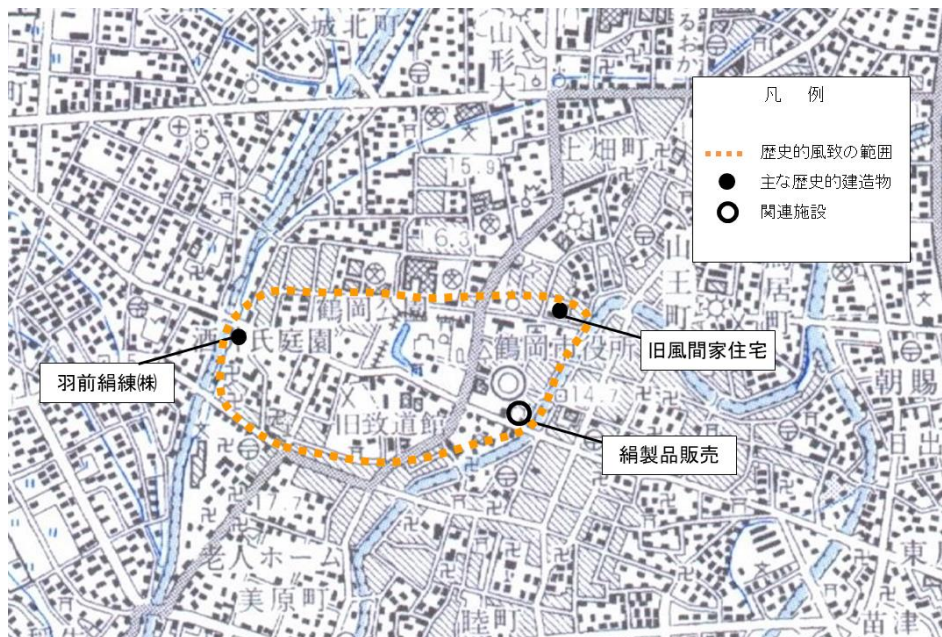 城北町
山形大
上畑町
15.9
16.3
凡　例
歴史的風致の範囲
主な歴史的建造物
関連施設
山王町
鶴岡公園
氏庭園
鶴岡市役所
旧風間家住宅
羽前絹練㈱
14.7
旧致道館
絹製品販売
朝暘
日出
17.7
老人ホーム
美原町
睦町
東
苗津